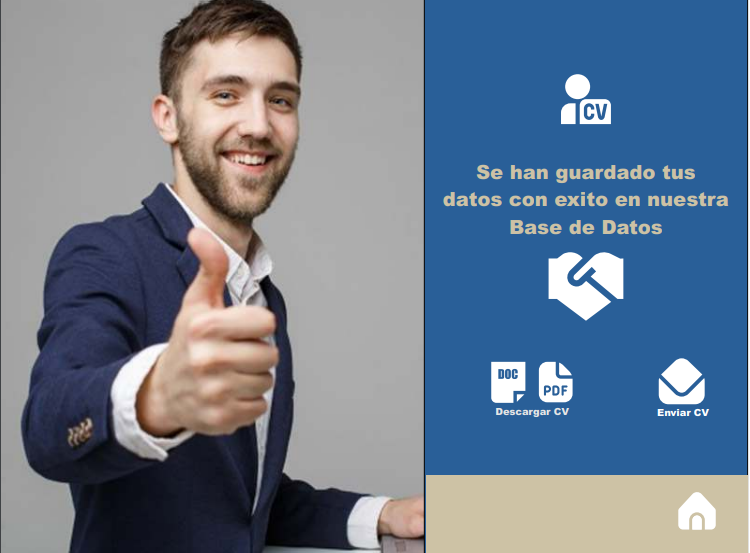 CV
Se han guardado tus
datos con exito en nuestra
Base de Datos
DOC
PDF
Descargar CV
Enviar CV